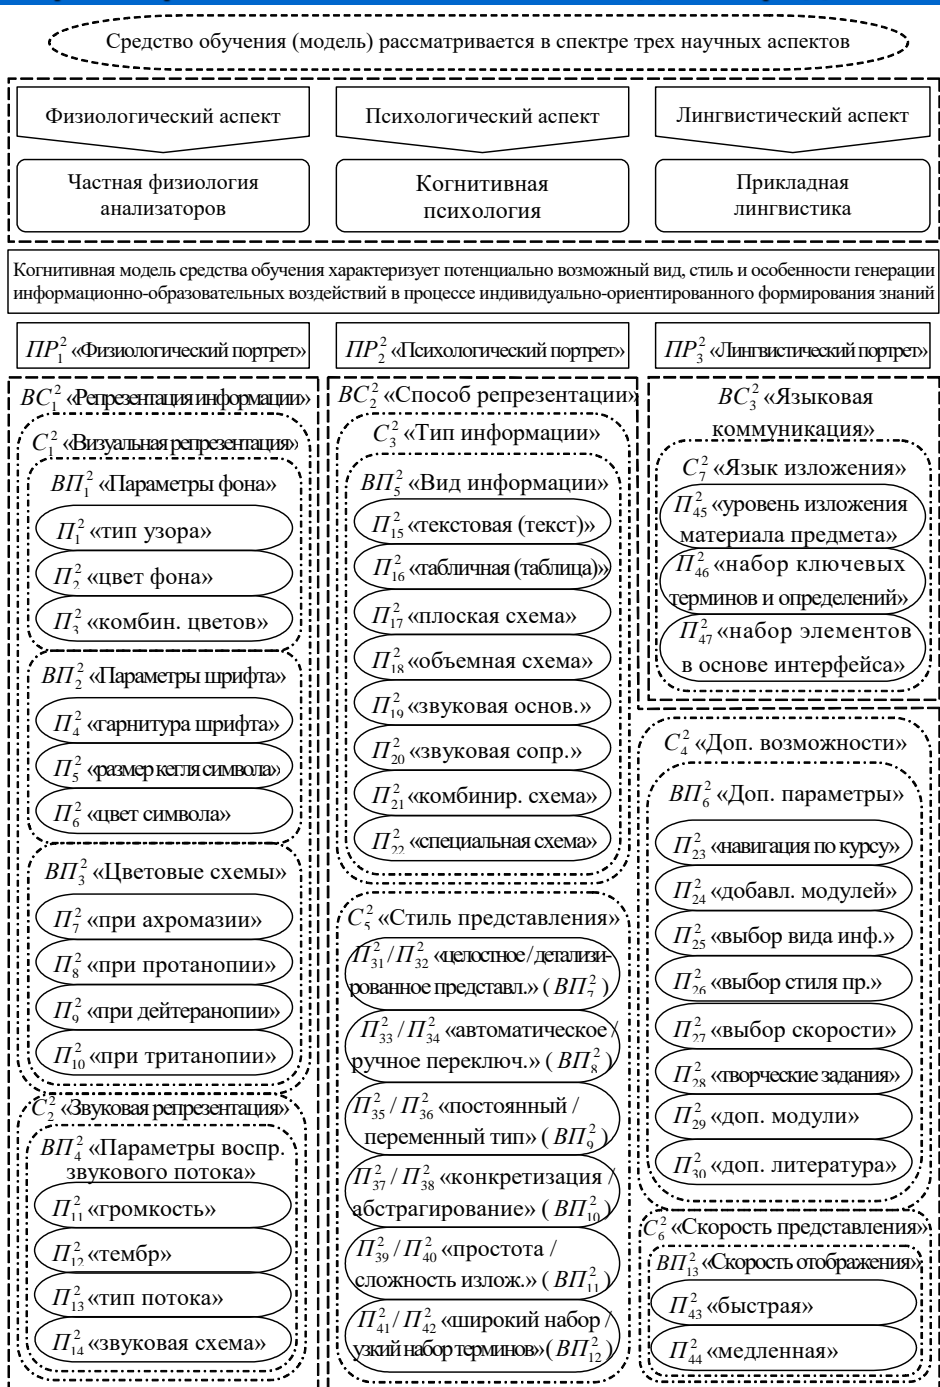 Средство обучения (модель) рассматривается в спектре трех научных аспектов
Физиологический аспект
Психологический аспект
Лингвистический аспект
Частная физиология
анализаторов
Когнитивная
психология
Прикладная
лингвистика
Когнитивная модель средства обучения характеризует потенциально возможный вид, стиль и особенности генерации
информационно-образовательных воздействий в процессе индивидуально-ориентированного формирования знаний
ПР₁² «Физиологический портрет»
ПР₂² «Психологический портрет»
ПР₃² «Лингвистический портрет»
ВС₁² «Репрезентация информации»
С₁² «Визуальная репрезентация»
ВП₁² «Параметры фона»
П₁² «тип узора»
П₂² «цвет фона»
П₃² «комбин. цветов»
ВП₂² «Параметры шрифта»
П₄² «гарнитура шрифта»
П₅² «размер кегля символа»
П₆² «цвет символа»
ВП₃² «Цветовые схемы»
П₇² «при ахромазии»
П₈² «при протанопии»
П₉² «при дейтеранопии»
П₁₀² «при тританопии»
С₂² «Звуковая репрезентация»
ВП₄² «Параметры воспр.
звукового потока»
П₁₁² «громкость»
П₁₂² «тембр»
П₁₃² «тип потока»
П₁₄² «звуковая схема»
ВС₂² «Способ репрезентации»
С₃² «Тип информации»
ВП₅² «Вид информации»
П₁₅² «текстовая (текст)»
П₁₆² «табличная (таблица)»
П₁₇² «плоская схема»
П₁₈² «объемная схема»
П₁₉² «звуковая основ.»
П₂₀² «звуковая сопр.»
П₂₁² «комбинир. схема»
П₂₂² «специальная схема»
С₅² «Стиль представления»
П₃₁² / П₃₂² «целостное / детализи-
рованное представл.» ( ВП₇² )
П₃₃² / П₃₄² «автоматическое /
ручное переключ.» ( ВП₈² )
П₃₅² / П₃₆² «постоянный /
переменный тип» ( ВП₉² )
П₃₇² / П₃₈² «конкретизация /
абстрагирование» ( ВП₁₀² )
П₃₉² / П₄₀² «простота /
сложность излож.» ( ВП₁₁² )
П₄₁² / П₄₂² «широкий набор /
узкий набор терминов» ( ВП₁₂² )
ВС₃² «Языковая
коммуникация»
С₇² «Язык изложения»
П₄₅² «уровень изложения
материала предмета»
П₄₆² «набор ключевых
терминов и определений»
П₄₇² «набор элементов
в основе интерфейса»
С₄² «Доп. возможности»
ВП₆² «Доп. параметры»
П₂₃² «навигация по курсу»
П₂₄² «добавл. модулей»
П₂₅² «выбор вида инф.»
П₂₆² «выбор стиля пр.»
П₂₇² «выбор скорости»
П₂₈² «творческие задания»
П₂₉² «доп. модули»
П₃₀² «доп. литература»
С₆² «Скорость представления»
ВП₁₃² «Скорость отображения»
П₄₃² «быстрая»
П₄₄² «медленная»